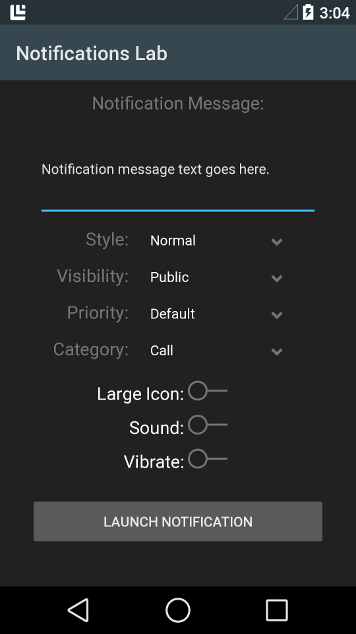 3:04
Notifications Lab
Notification Message:
Notification message text goes here.
Style: Normal
Visibility: Public
Priority: Default
Category: Call
Large Icon:
Sound:
Vibrate:
LAUNCH NOTIFICATION